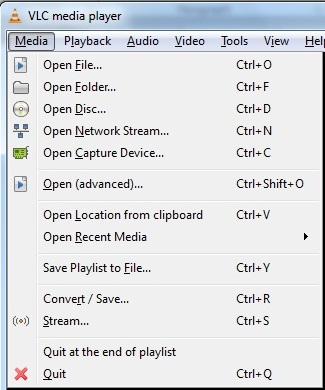 VLC media player
Media Playback Audio Video Tools View Hel
Open File... Ctrl+O
Open Folder... Ctrl+F
Open Disc... Ctrl+D
Open Network Stream... Ctrl+N
Open Capture Device... Ctrl+C
Open (advanced)... Ctrl+Shift+O
Open Location from clipboard Ctrl+V
Open Recent Media
Save Playlist to File... Ctrl+Y
Convert / Save... Ctrl+R
Stream... Ctrl+S
Quit at the end of playlist
Quit Ctrl+Q